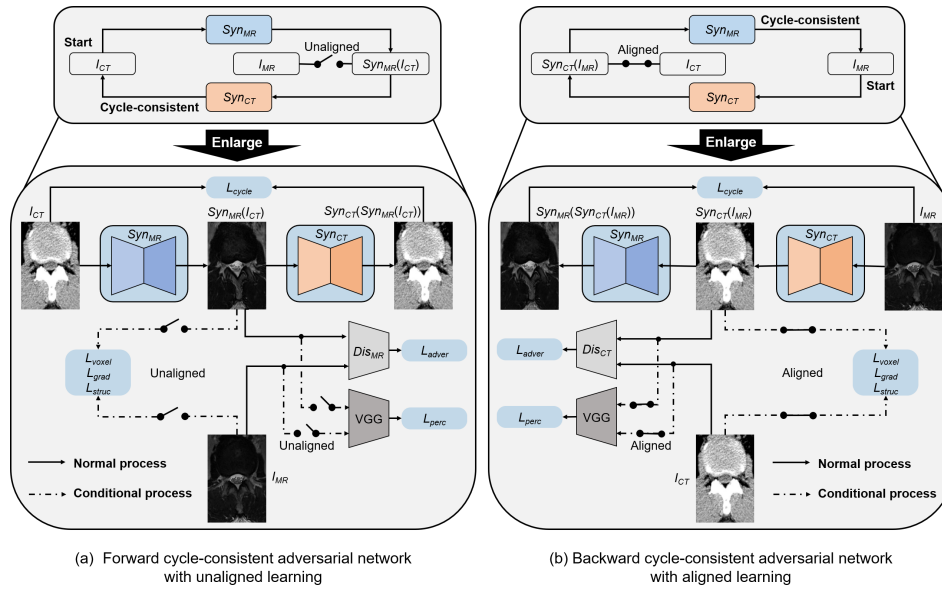 Start
Syn_MR
Unaligned
I_CT
I_MR
Syn_MR(I_CT)
Cycle-consistent
Syn_CT
Enlarge
L_cycle
I_CT
Syn_MR(I_CT)
Syn_CT(Syn_MR(I_CT))
Syn_MR
Syn_CT
L_voxel
L_grad
L_struc
Unaligned
Dis_MR
L_adver
VGG
L_perc
Unaligned
I_MR
Normal process
Conditional process
(a) Forward cycle-consistent adversarial network
with unaligned learning
Syn_MR
Cycle-consistent
Aligned
Syn_CT(I_MR)
I_CT
I_MR
Syn_CT
Start
Enlarge
L_cycle
Syn_MR(Syn_CT(I_MR))
Syn_CT(I_MR)
I_MR
Syn_MR
Syn_CT
L_adver
Dis_CT
L_perc
VGG
Aligned
Aligned
L_voxel
L_grad
L_struc
I_CT
Normal process
Conditional process
(b) Backward cycle-consistent adversarial network
with aligned learning